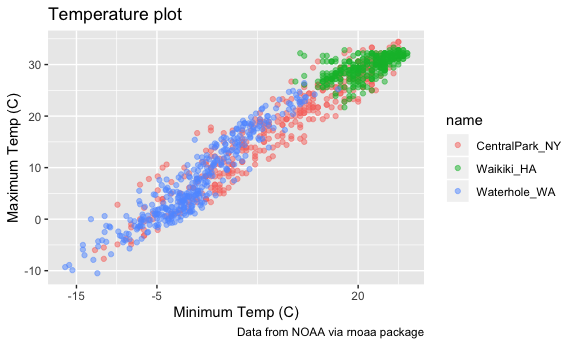 Temperature plot
30
20
10
0
-10
Maximum Temp (C)
-15
-5
20
Minimum Temp (C)
Data from NOAA via rnoaa package
name
CentralPark_NY
Waikiki_HA
Waterhole_WA